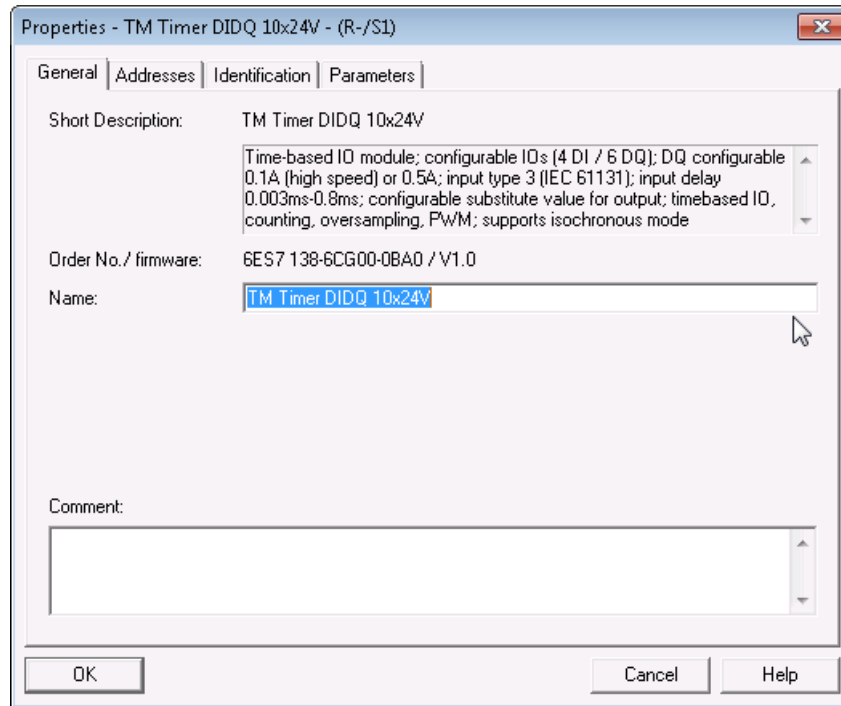 Properties - TM Timer DIDQ 10x24V - (R-/S1)
General Addresses Identification Parameters
Short Description: TM Timer DIDQ 10x24V
Time-based IO module; configurable IOs (4 DI / 6 DQ); DQ configurable
0.1A (high speed) or 0.5A; input type 3 (IEC 61131); input delay
0.003ms-0.8ms; configurable substitute value for output; timebased IO,
counting, oversampling, PWM; supports isochronous mode
Order No./ firmware: 6ES7 138-6CG00-0BA0 / V1.0
Name: TM Timer DIDQ 10x24V
Comment:
OK Cancel Help